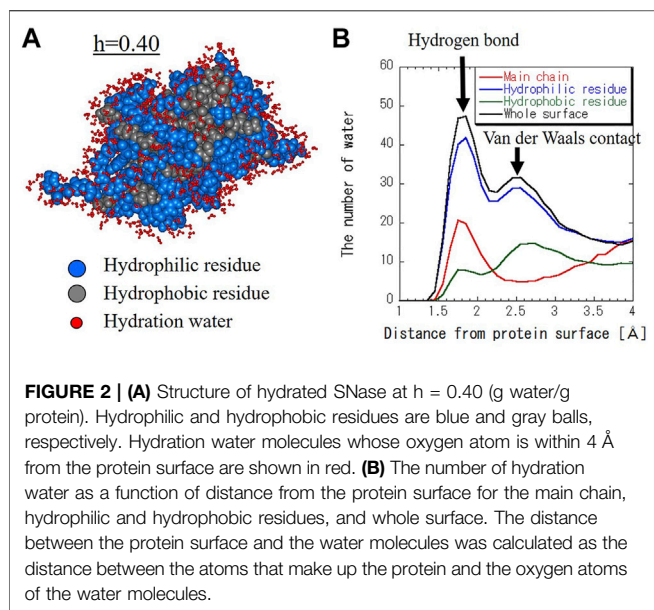 A
h=0.40
Hydrophilic residue
Hydrophobic residue
Hydration water
B
Hydrogen bond
Main chain
Hydrophilic residue
Hydrophobic residue
Whole surface
Van der Waals contact
The number of water
60
50
40
30
20
10
0
1 1.5 2 2.5 3 3.5 4
Distance from protein surface [Å]
FIGURE 2 | (A) Structure of hydrated SNase at h = 0.40 (g water/g
protein). Hydrophilic and hydrophobic residues are blue and gray balls,
respectively. Hydration water molecules whose oxygen atom is within 4 Å
from the protein surface are shown in red. (B) The number of hydration
water as a function of distance from the protein surface for the main chain,
hydrophilic and hydrophobic residues, and whole surface. The distance
between the protein surface and the water molecules was calculated as the
distance between the atoms that make up the protein and the oxygen atoms
of the water molecules.